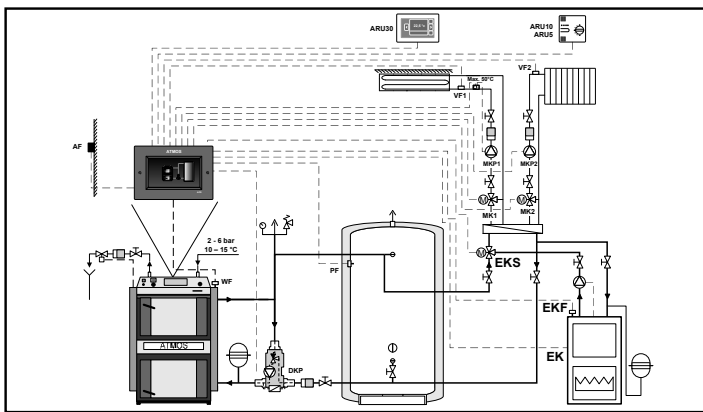 ARU30
ARU10
ARU5
VF2
Max. 50°C
VF1
AF
ATMOS
MKP1
MKP2
M
M
MK1
MK2
2 - 6 bar
10 – 15 °C
WF
PF
M
EKS
EKF
EK
DKP
ATMOS